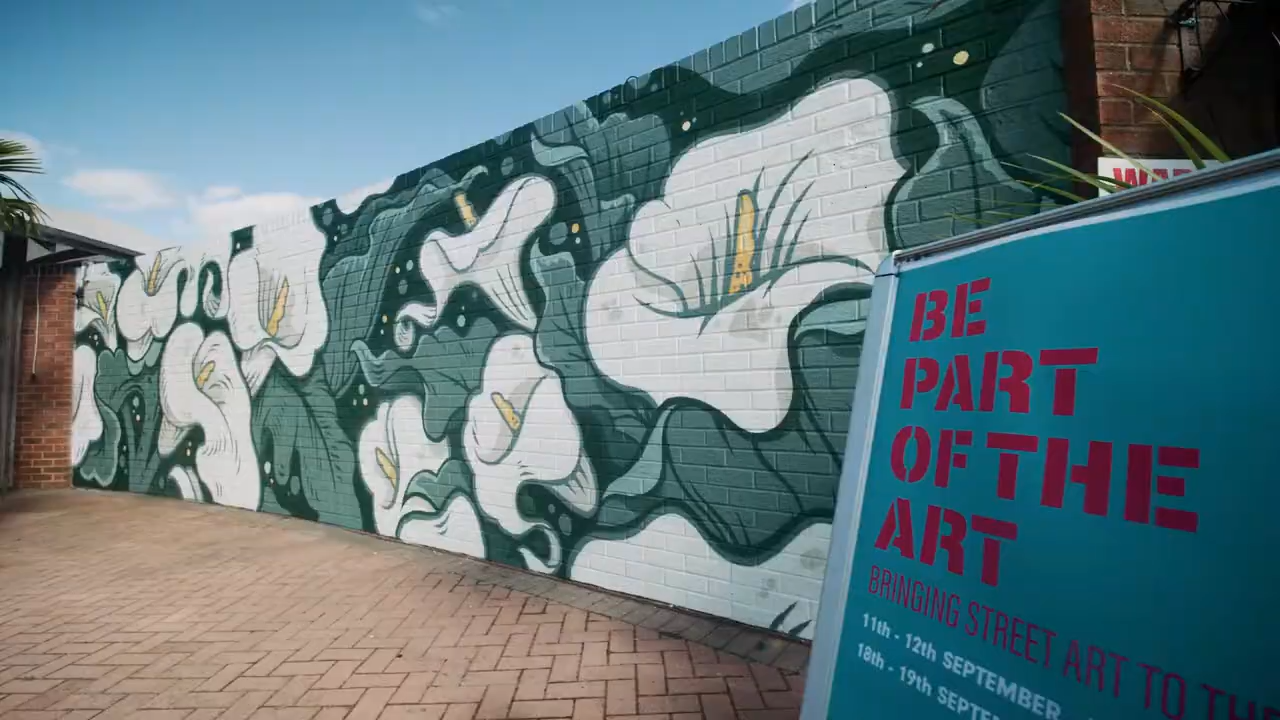 BE
PART
OF THE
ART
BRINGING STREET ART TO
11th - 12th SEPTEMBER
18th - 19th